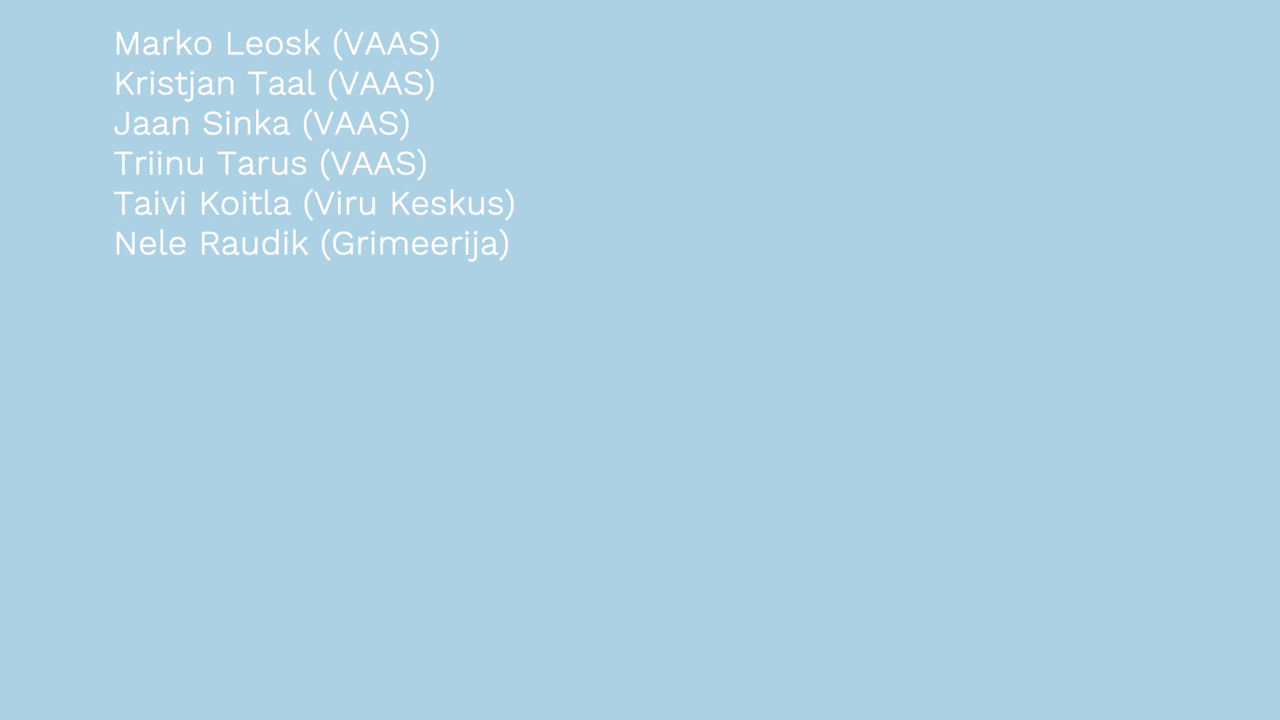 Marko Leosk (VAAS)
Kristjan Taal (VAAS)
Jaan Sinka (VAAS)
Triinu Tarus (VAAS)
Taivi Koitla (Viru Keskus)
Nele Raudik (Grimeerija)